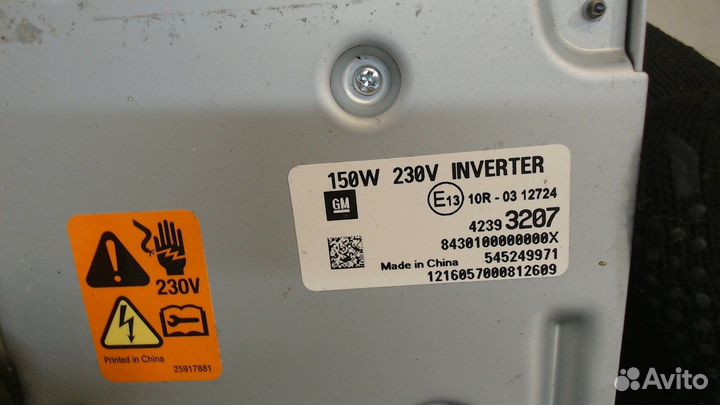 150W 230V INVERTER
GM
E13 10R - 03 12724
4239 3207
8430100000000X
Made in China 545249971
1216057000812609
230V
Printed in China
25917881
Avito